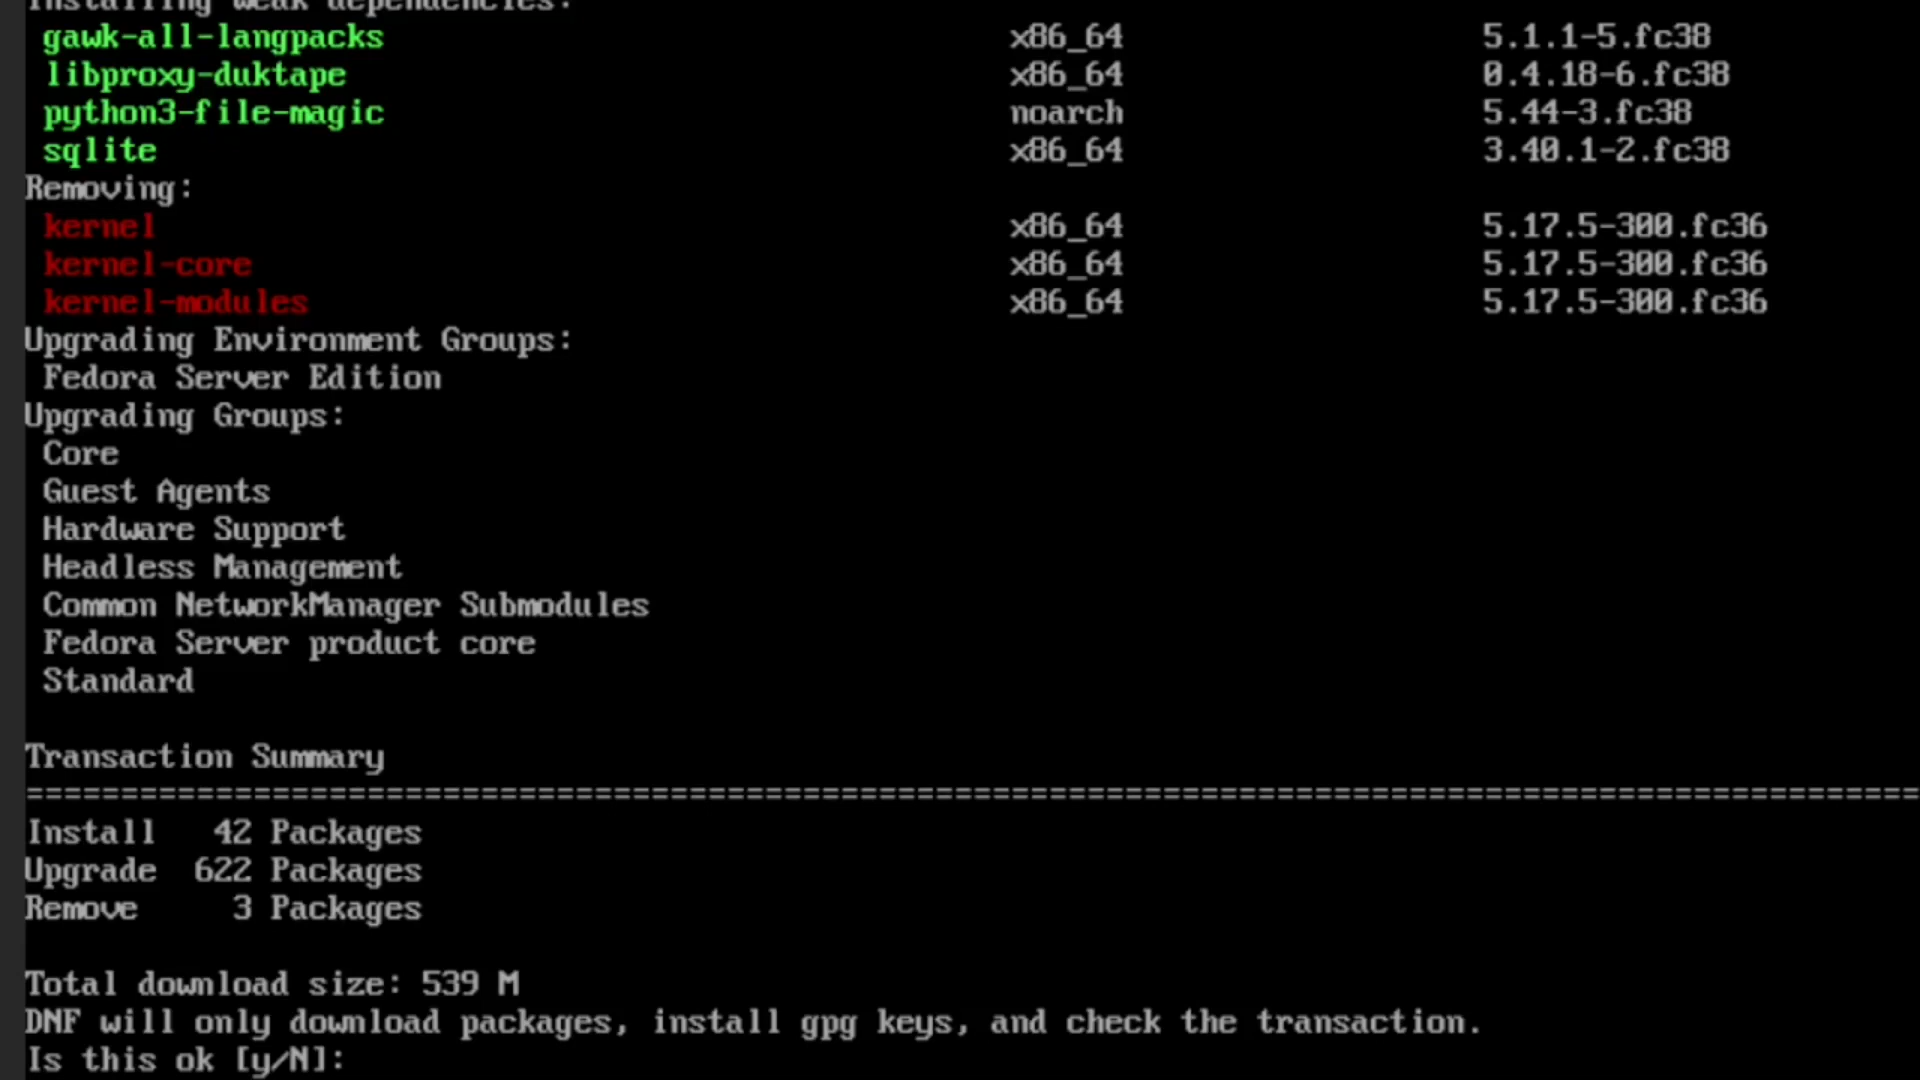 Installing weak dependencies:
gawk-all-langpacks x86_64 5.1.1-5.fc38
libproxy-duktape x86_64 0.4.18-6.fc38
python3-file-magic noarch 5.44-3.fc38
sqlite x86_64 3.40.1-2.fc38
Removing:
kernel x86_64 5.17.5-300.fc36
kernel-core x86_64 5.17.5-300.fc36
kernel-modules x86_64 5.17.5-300.fc36
Upgrading Environment Groups:
Fedora Server Edition
Upgrading Groups:
Core
Guest Agents
Hardware Support
Headless Management
Common NetworkManager Submodules
Fedora Server product core
Standard
Transaction Summary
====================================================================================================
Install 42 Packages
Upgrade 622 Packages
Remove 3 Packages
Total download size: 539 M
DNF will only download packages, install gpg keys, and check the transaction.
Is this ok [y/N]: